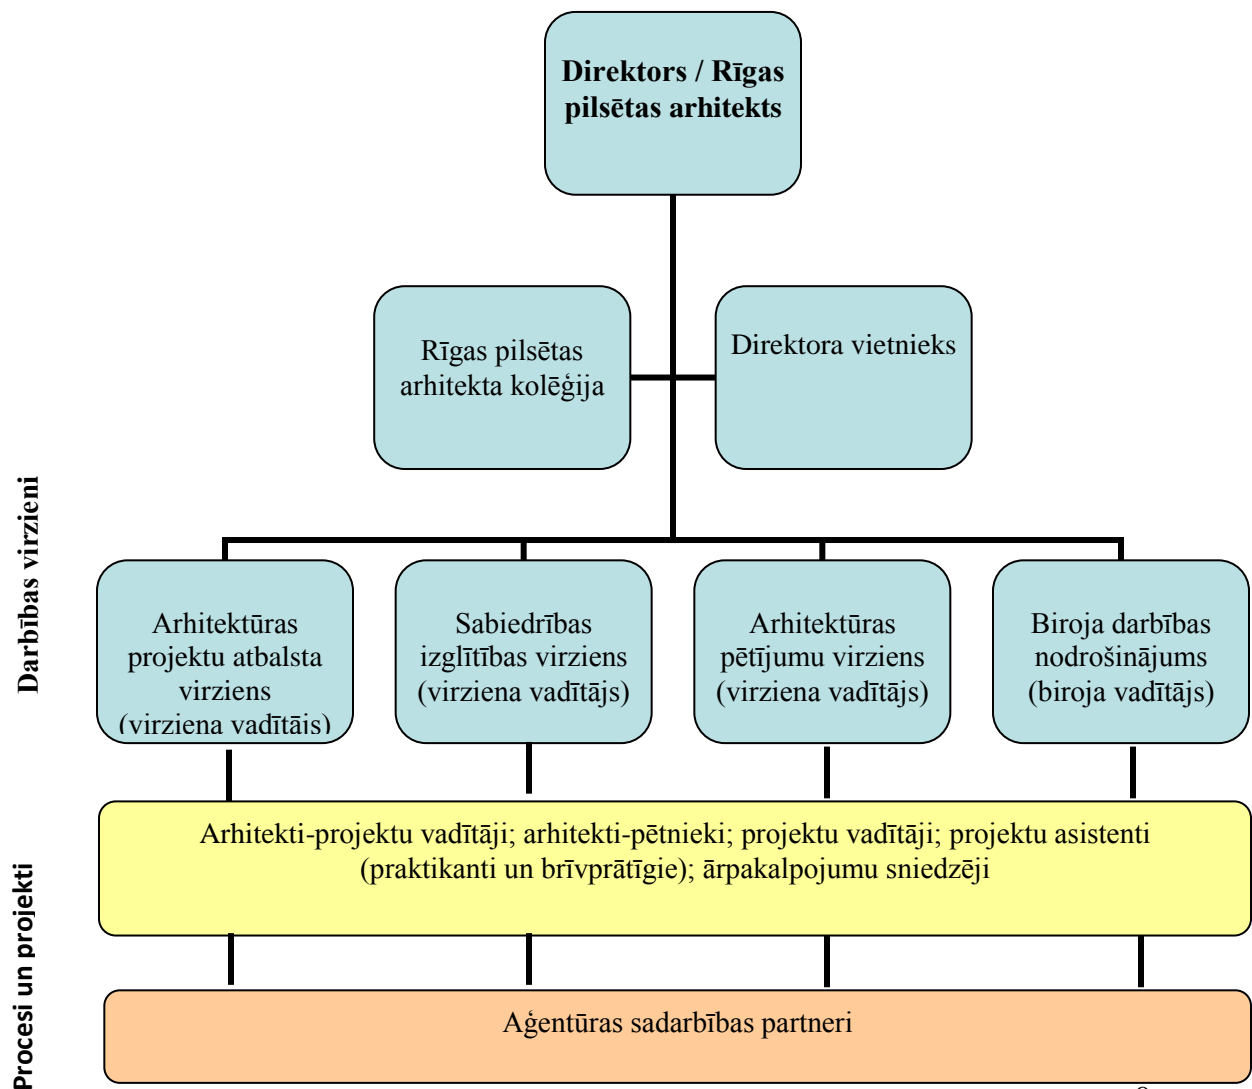 Direktors / Rīgas
pilsētas arhitekts
Rīgas pilsētas
arhitekta kolēģija
Direktora vietnieks
Darbības virzieni
Arhitektūras
projektu atbalsta
virziens
(virziena vadītājs)
Sabiedrības
izglītības virziens
(virziena vadītājs)
Arhitektūras
pētījumu virziens
(virziena vadītājs)
Biroja darbības
nodrošinājums
(biroja vadītājs)
Procesi un projekti
Arhitekti-projektu vadītāji; arhitekti-pētnieki; projektu vadītāji; projektu asistenti
(praktikanti un brīvprātīgie); ārpakalpojumu sniedzēji
Aģentūras sadarbības partneri